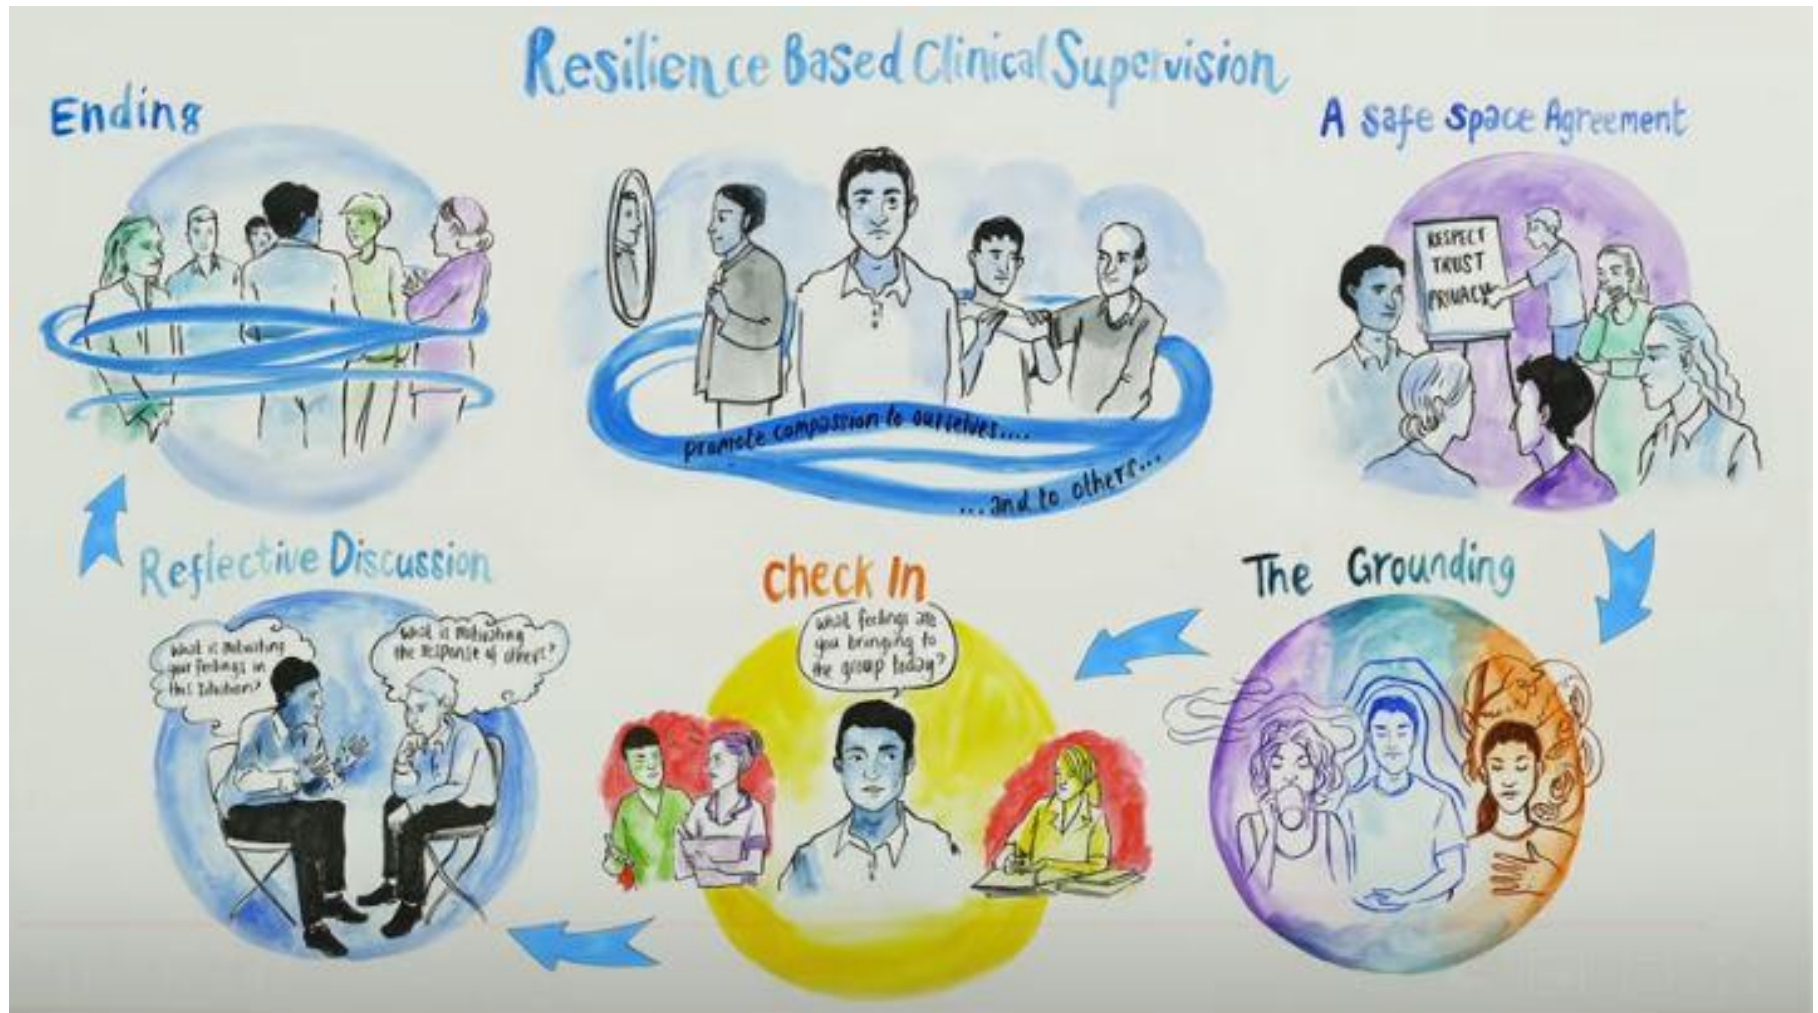 Resilience Based Clinical Supervision
Ending
A safe space Agreement
RESPECT
TRUST
PRIVACY
promote compassion to ourselves....
...and to others...
Reflective Discussion
What is motivating
your feelings in
this situation?
What is motivating
the response of others?
Check In
What feelings are
you bringing to
the group today?
The Grounding